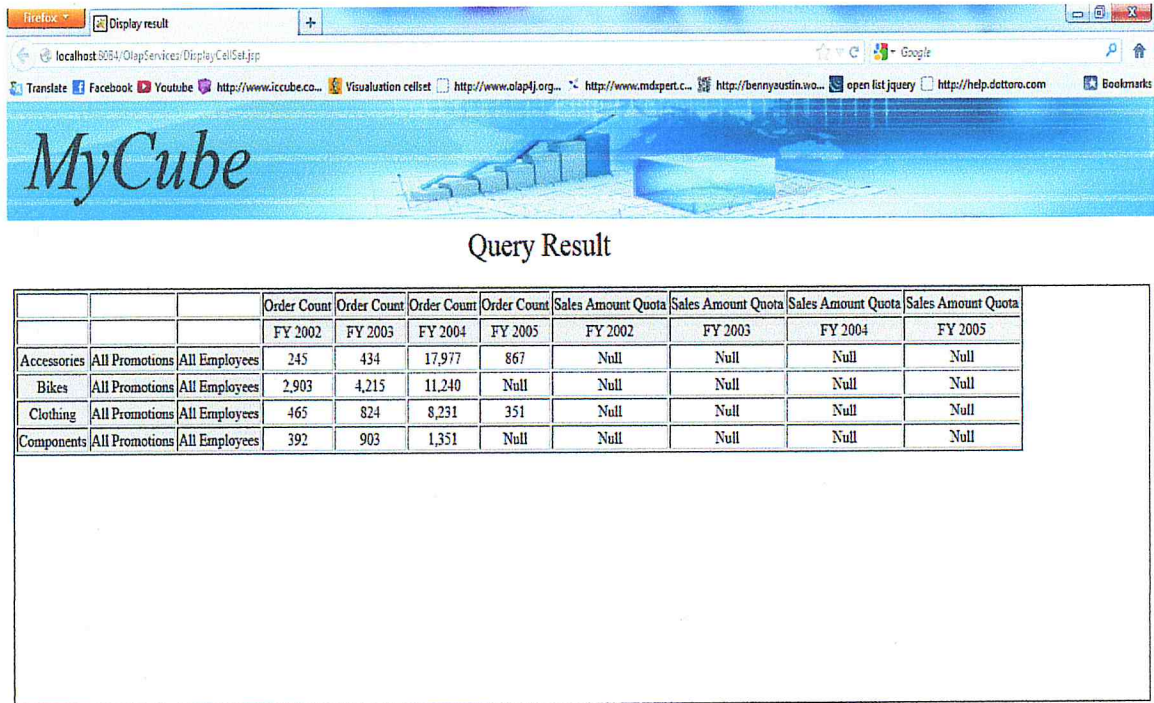 Firefox
Display result
+
localhost:8084/OlapServices/DisplayCellSet.jsp
Google
Translate Facebook Youtube http://www.iccube.co... Visualuation cellset http://www.olap4j.org... http://www.mdxpert.c... http://bennyaustin.wo... open list jquery http://help.dottoro.com Bookmarks
MyCube
Query Result
Order Count Order Count Order Count Order Count Sales Amount Quota Sales Amount Quota Sales Amount Quota Sales Amount Quota
FY 2002 FY 2003 FY 2004 FY 2005 FY 2002 FY 2003 FY 2004 FY 2005
Accessories All Promotions All Employees 245 434 17,977 867 Null Null Null Null
Bikes All Promotions All Employees 2,903 4,215 11,240 Null Null Null Null Null
Clothing All Promotions All Employees 465 824 8,231 351 Null Null Null Null
Components All Promotions All Employees 392 903 1,351 Null Null Null Null Null